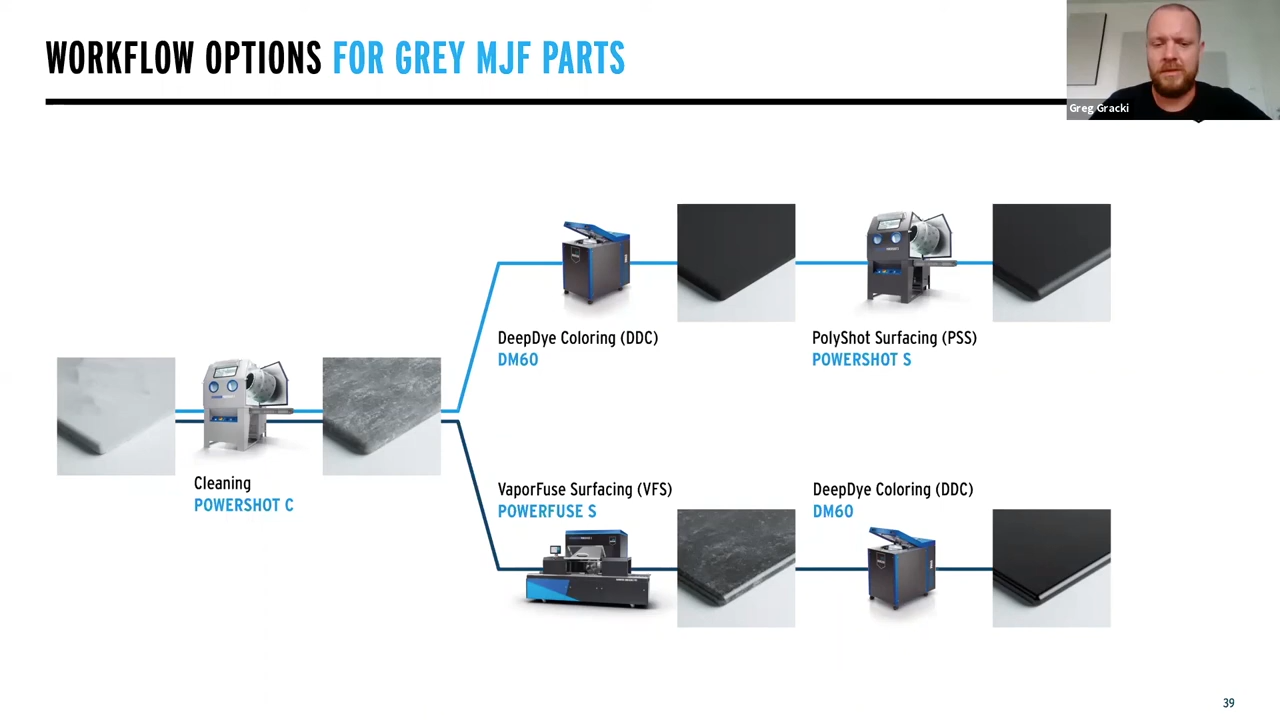 WORKFLOW OPTIONS FOR GREY MJF PARTS
Greg Gracki
DeepDye Coloring (DDC)
DM60
PolyShot Surfacing (PSS)
POWERSHOT S
Cleaning
POWERSHOT C
VaporFuse Surfacing (VFS)
POWERFUSE S
DeepDye Coloring (DDC)
DM60
39